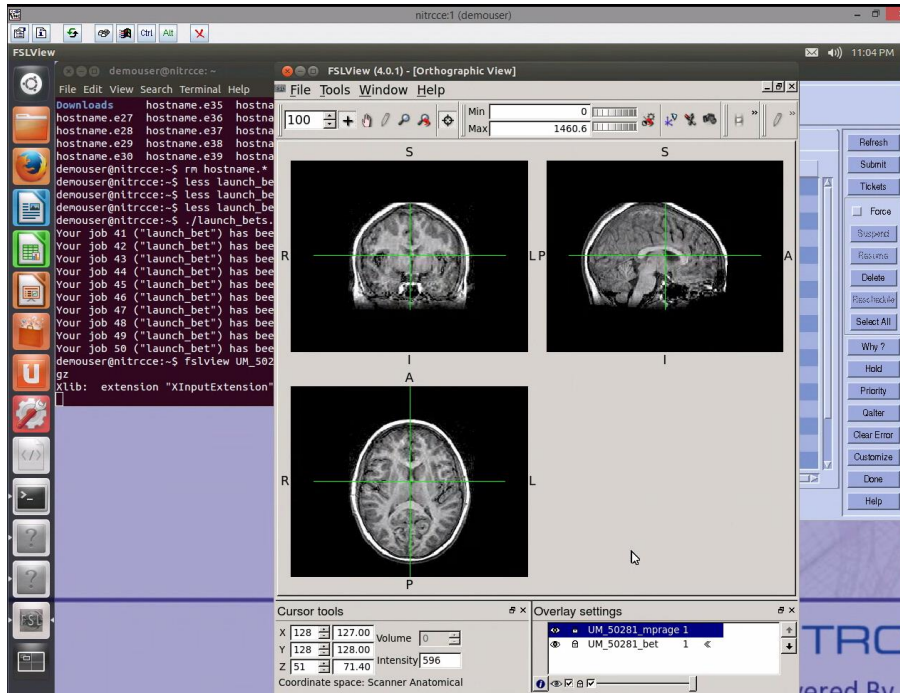 nitrcce:1 (demouser)
Ctrl Alt
FSLView
11:04 PM
demouser@nitrcce: ~
File Edit View Search Terminal Help
Downloads hostname.e35 hostna
hostname.e27 hostname.e36 hostna
hostname.e28 hostname.e37 hostna
hostname.e29 hostname.e38 hostna
hostname.e30 hostname.e39 hostna
demouser@nitrcce:~$ rm hostname.*
demouser@nitrcce:~$ less launch_be
demouser@nitrcce:~$ less launch_be
demouser@nitrcce:~$ ./launch_bets.
Your job 41 ("launch_bet") has bee
Your job 42 ("launch_bet") has bee
Your job 43 ("launch_bet") has bee
Your job 44 ("launch_bet") has bee
Your job 45 ("launch_bet") has bee
Your job 46 ("launch_bet") has bee
Your job 47 ("launch_bet") has bee
Your job 48 ("launch_bet") has bee
Your job 49 ("launch_bet") has bee
Your job 50 ("launch_bet") has bee
demouser@nitrcce:~$ fslview UM_502
gz
Xlib: extension "XInputExtension"
FSLView (4.0.1) - [Orthographic View]
File Tools Window Help
100
Min 0
Max 1460.6
S
S
R
L P
A
I
I
A
R
L
P
Cursor tools
X 128 127.00
Y 128 128.00
Z 51 71.40
Volume 0
Intensity 596
Coordinate space: Scanner Anatomical
Overlay settings
UM_50281_mprage 1
UM_50281_bet 1
Refresh
Submit
Tickets
Force
Suspend
Resume
Delete
Reschedule
Select All
Why ?
Hold
Priority
Qalter
Clear Error
Customize
Done
Help
TRC
vered By